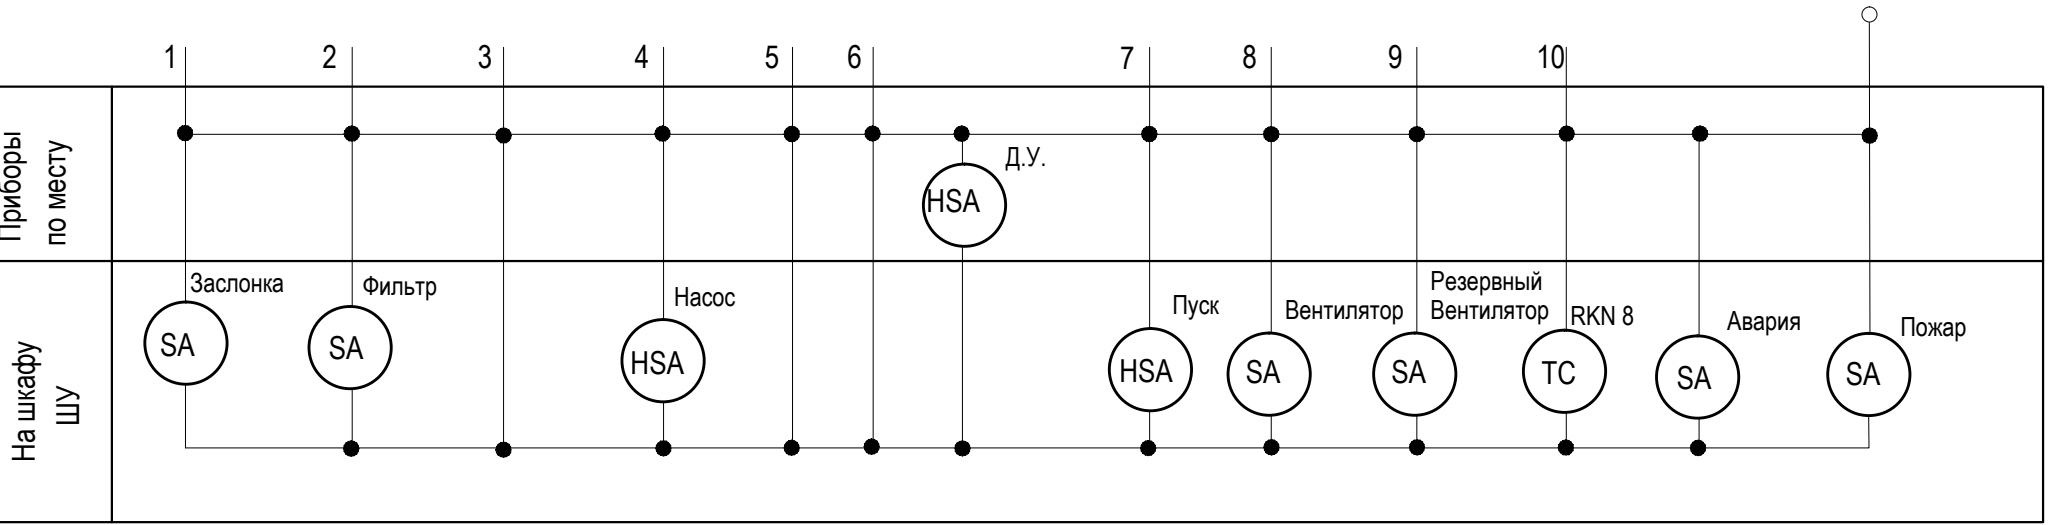 1 2 3 4 5 6 7 8 9 10
Приборы
по месту
Д.У.
HSA
На шкафу
ШУ
Заслонка
SA
Фильтр
SA
Насос
HSA
Пуск
HSA
Вентилятор
SA
Резервный
Вентилятор
SA
RKN 8
TC
Авария
SA
Пожар
SA